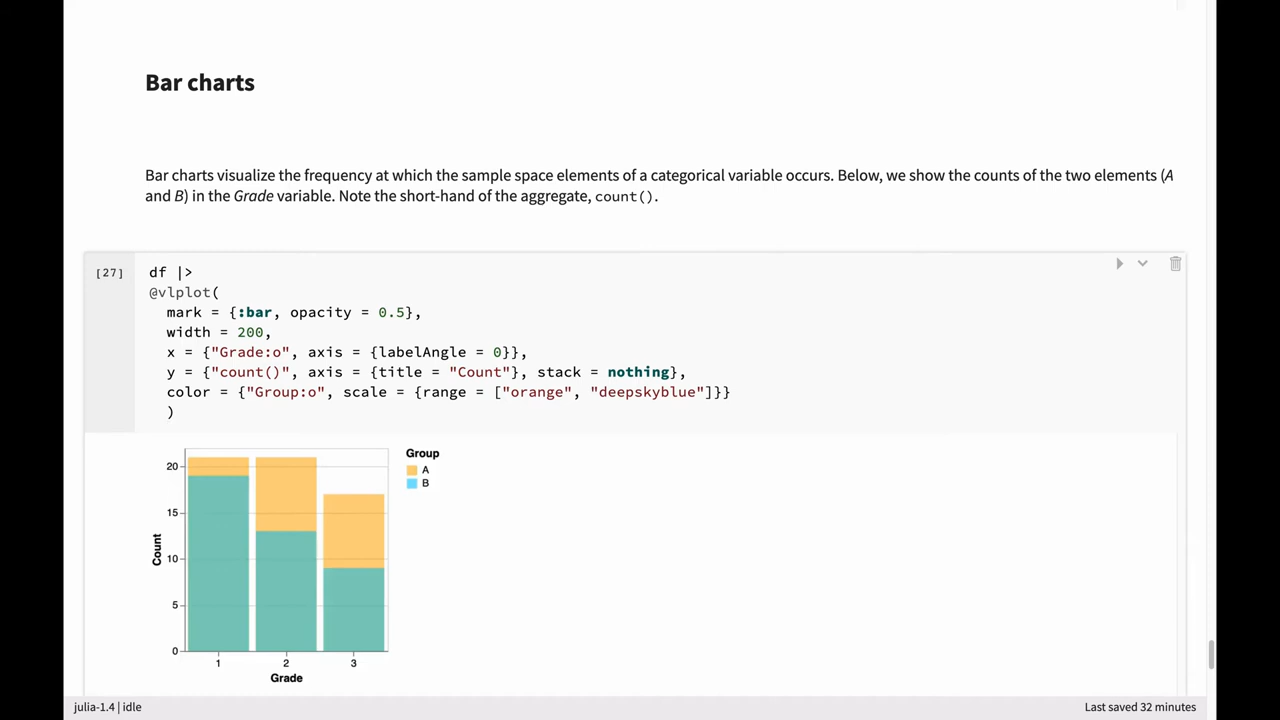 Bar charts
Bar charts visualize the frequency at which the sample space elements of a categorical variable occurs. Below, we show the counts of the two elements (A
and B) in the Grade variable. Note the short-hand of the aggregate, count().
[27]
df |>
@vlplot(
mark = {:bar, opacity = 0.5},
width = 200,
x = {"Grade:o", axis = {labelAngle = 0}},
y = {"count()", axis = {title = "Count"}, stack = nothing},
color = {"Group:o", scale = {range = ["orange", "deepskyblue"]}}
)
Group
A
B
20
15
10
5
0
Count
1 2 3
Grade
julia-1.4 | idle
Last saved 32 minutes